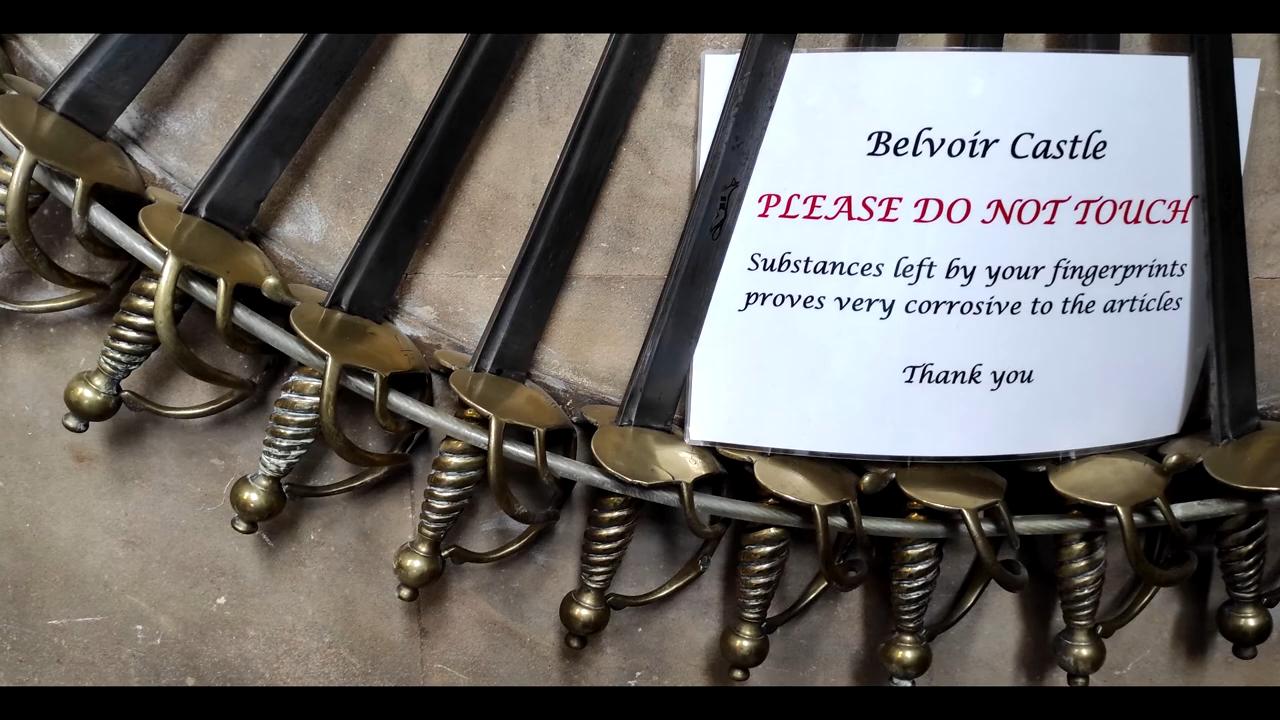 Belvoir Castle
PLEASE DO NOT TOUCH
Substances left by your fingerprints
proves very corrosive to the articles
Thank you